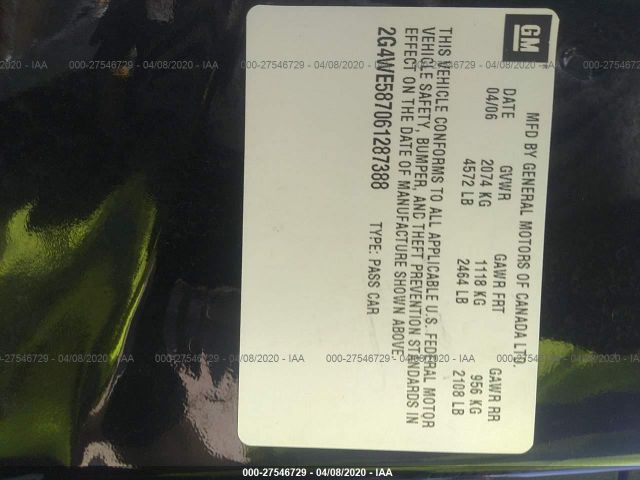 GM
MFD BY GENERAL MOTORS OF CANADA LTD.
DATE GVWR GAWR FRT GAWR RR
04/06 2074 KG 1118 KG 956 KG
4572 LB 2464 LB 2108 LB
THIS VEHICLE CONFORMS TO ALL APPLICABLE U.S. FEDERAL MOTOR
VEHICLE SAFETY, BUMPER, AND THEFT PREVENTION STANDARDS IN
EFFECT ON THE DATE OF MANUFACTURE SHOWN ABOVE.
2G4WE587061287388 TYPE: PASS CAR
000-27546729 - 04/08/2020 - IAA